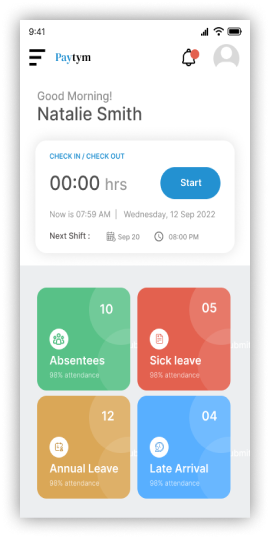 9:41
Paytym
Good Morning!
Natalie Smith
CHECK IN / CHECK OUT
00:00 hrs
Start
Now is 07:59 AM | Wednesday, 12 Sep 2022
Next Shift : Sep 20 08:00 PM
10
Absentees
98% attendance
05
Sick leave
98% attendance
12
Annual Leave
98% attendance
04
Late Arrival
98% attendance